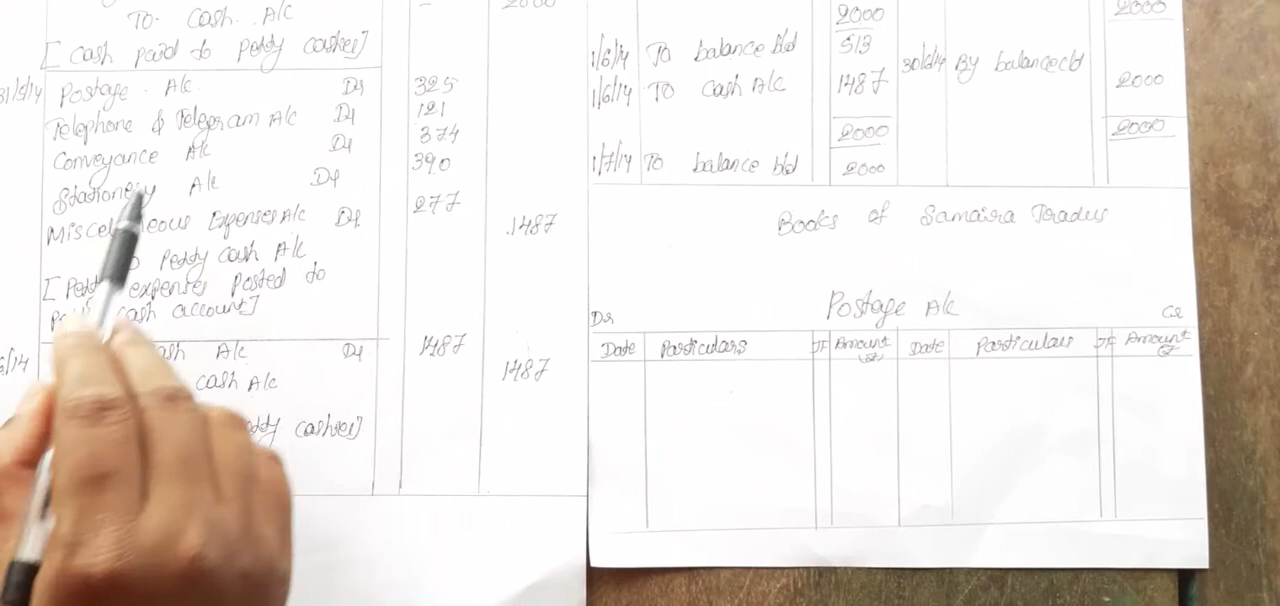 To Cash A/c
2000
[Cash paid to Petty Cashier]
31/5/14 Postage A/c Dr 325
Telephone & Telegram A/c Dr 121
Conveyance A/c Dr 374
Stationery A/c Dr 390
Miscellaneous Expenses A/c Dr 277
Petty Cash A/c 1487
expenses posted to
cash account]
6/14 A/c Dr 1487
cash A/c 1487
cashier]
2000 2000
1/6/14 To balance b/d 513 30/6/14 By balance c/d 2000
1/6/14 To Cash A/c 1487
2000 2000
1/7/14 To balance b/d 2000
Books of Samaira Traders
Dr Postage A/c Cr
Date Particulars JF Amount (₹) Date Particulars JF Amount (₹)